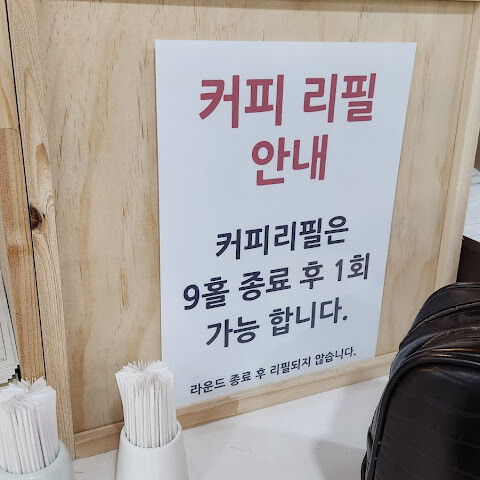 커피 리필
안내
커피리필은
9홀 종료 후 1회
가능 합니다.
라운드 종료 후 리필되지 않습니다.